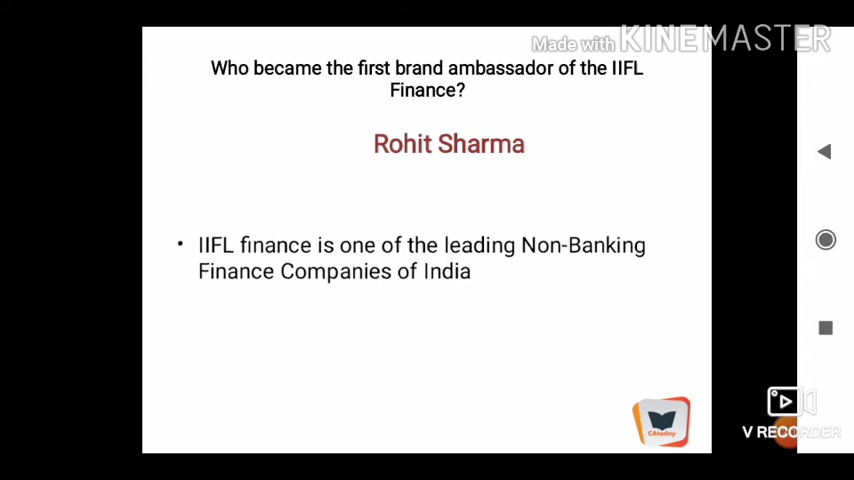 Made with KINEMASTER
Who became the first brand ambassador of the IIFL
Finance?
Rohit Sharma
• IIFL finance is one of the leading Non-Banking
Finance Companies of India
CAtoday
V RECORDER